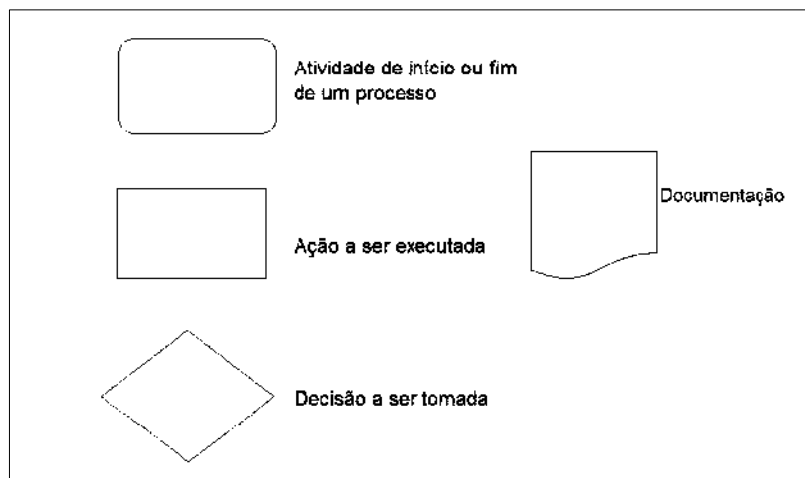 Atividade de início ou fim
de um processo
Documentação
Ação a ser executada
Decisão a ser tomada